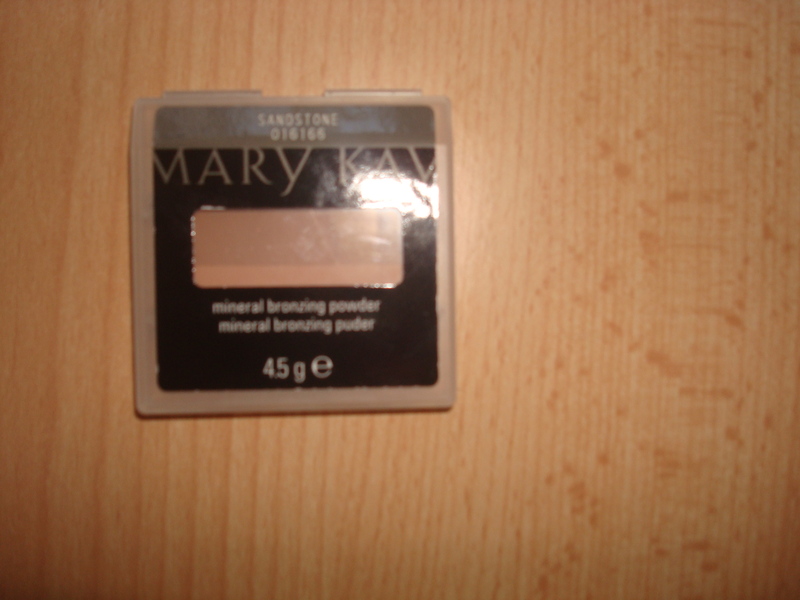 SANDSTONE
016166
MARY KAY
mineral bronzing powder
mineral bronzing puder
4.5 g ℮